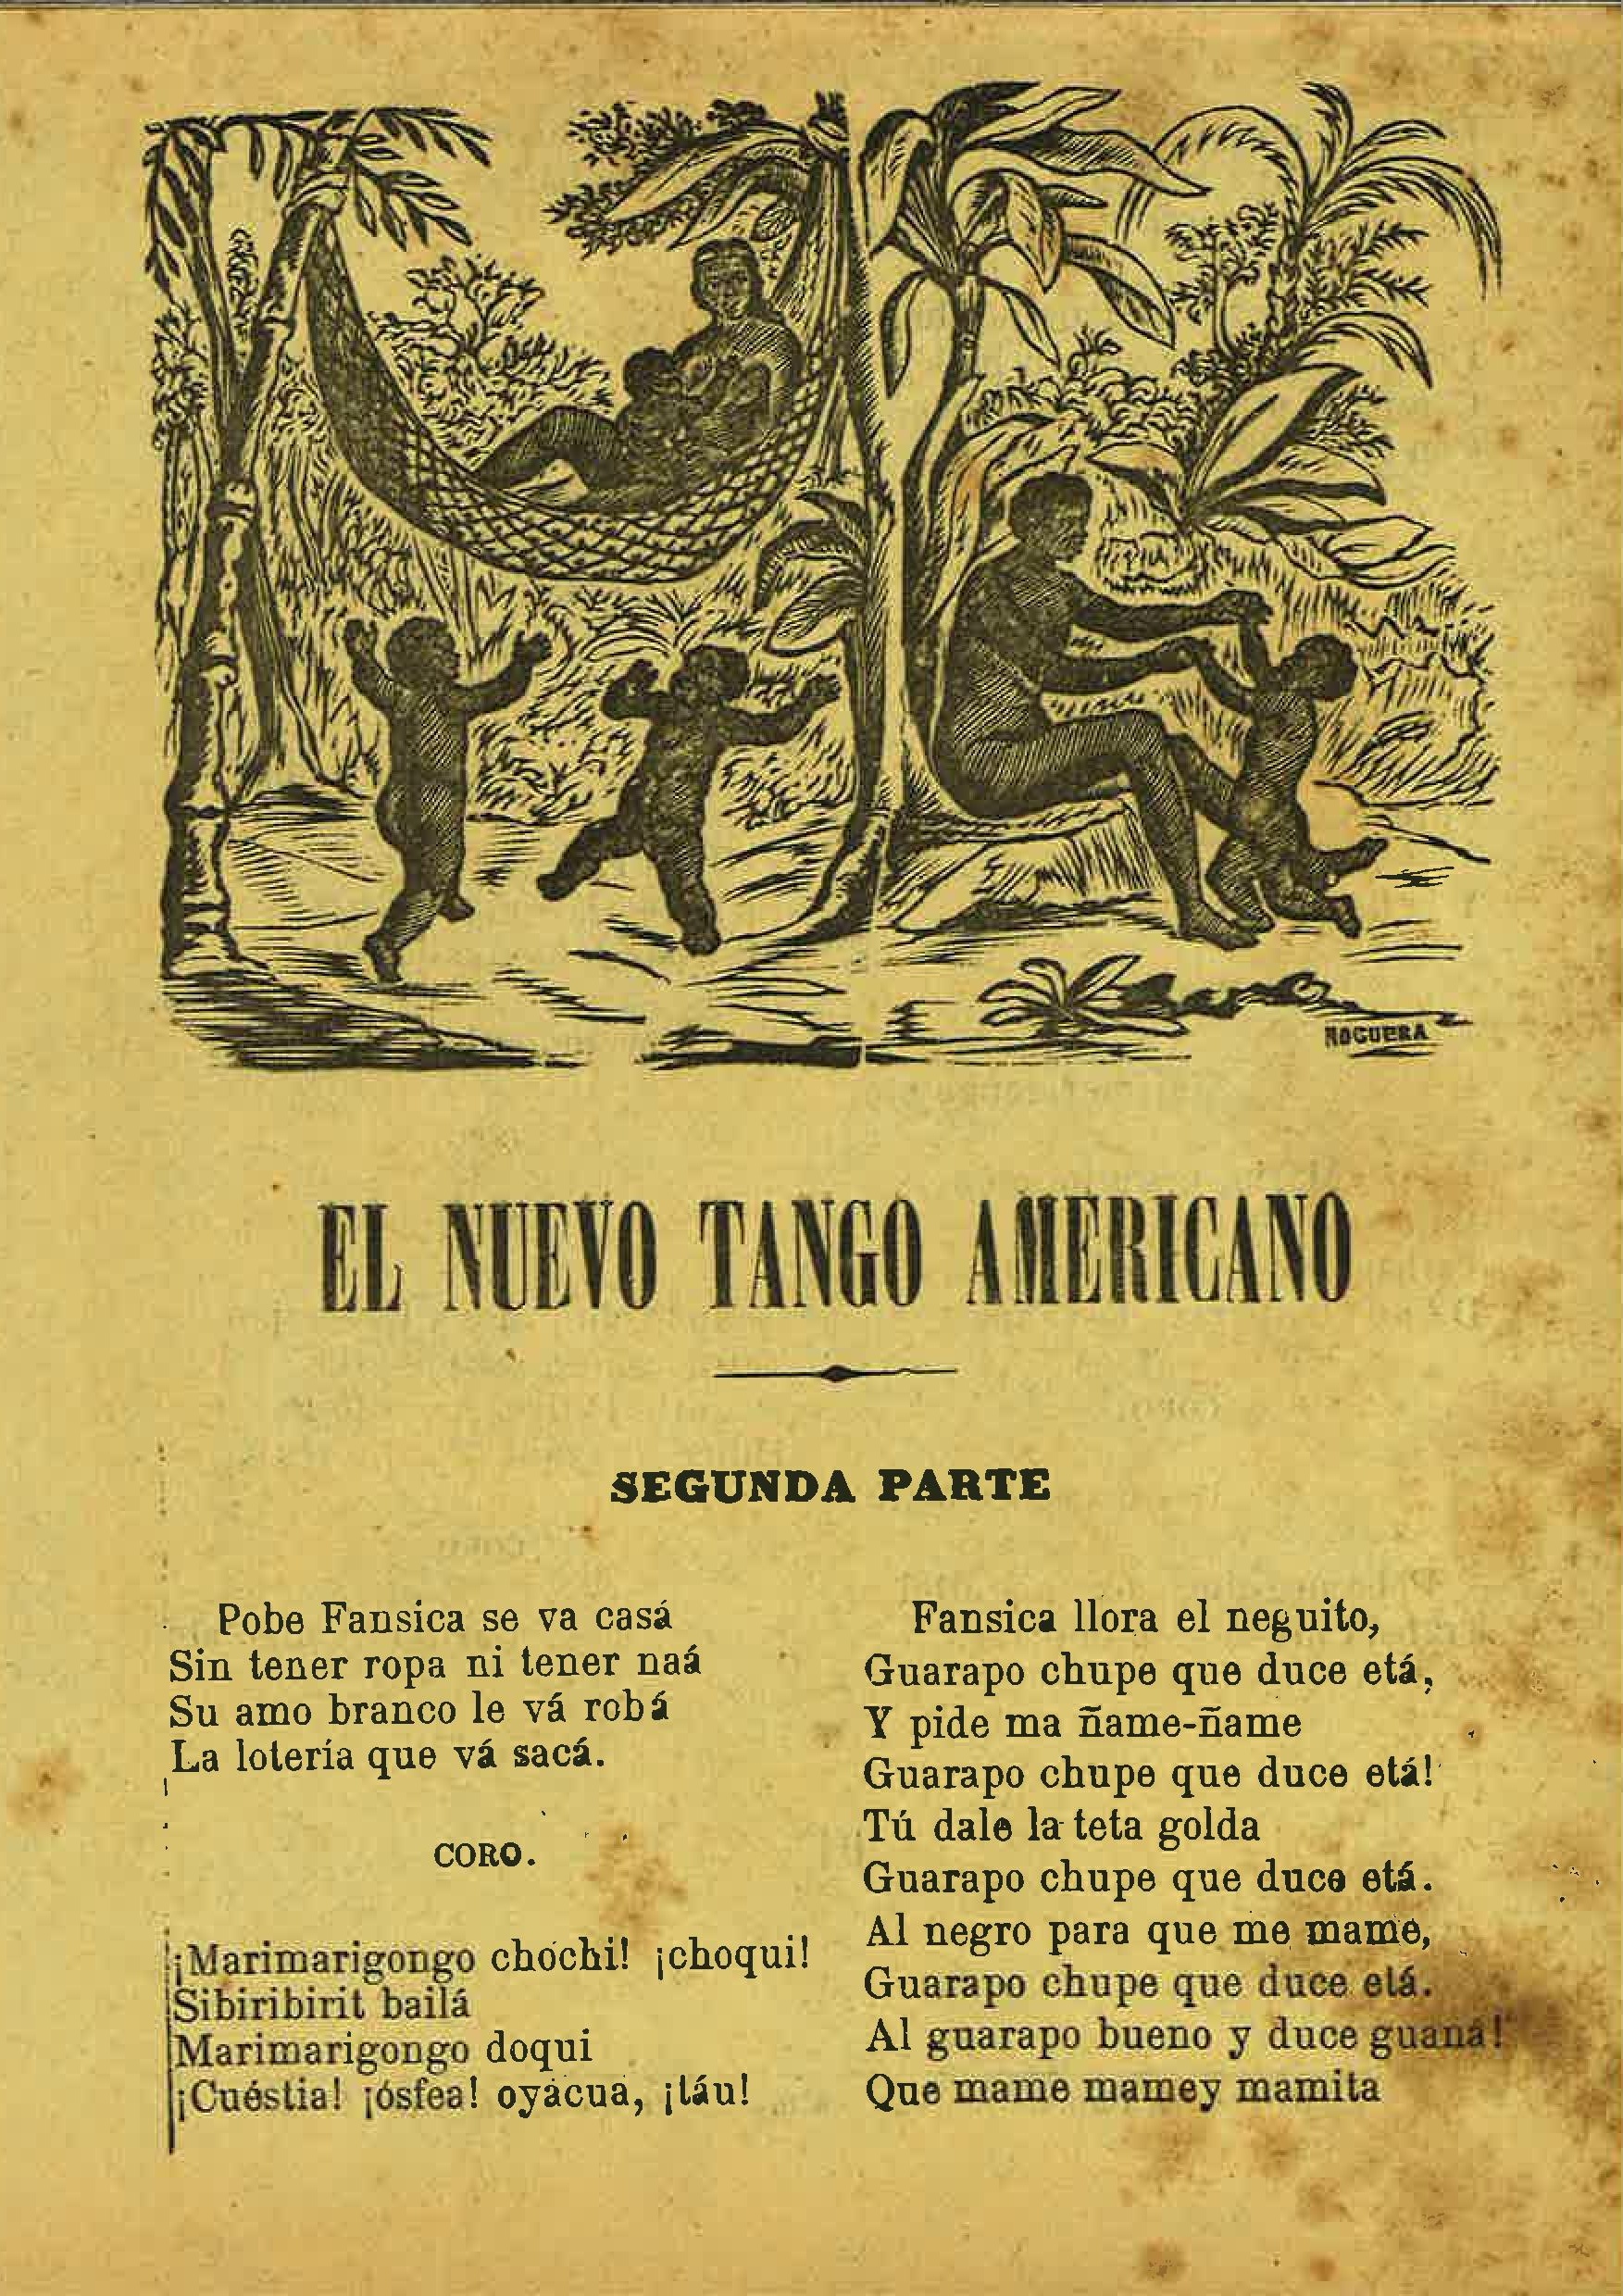 NOGUERA
EL NUEVO TANGO AMERICANO
SEGUNDA PARTE
Pobe Fansica se va casá
Sin tener ropa ni tener naá
Su amo branco le vá robá
La lotería que vá sacá.
CORO.
¡Marimarigongo chochi! ¡choqui!
Sibiribirit bailá
Marimarigongo doqui
¡Cuéstia! ¡ósfea! oyácua, ¡táu!
Fansica llora el neguito,
Guarapo chupe que duce etá,
Y pide ma ñame-ñame
Guarapo chupe que duce etá!
Tú dale la teta golda
Guarapo chupe que duce etá.
Al negro para que me mame,
Guarapo chupe que duce etá.
Al guarapo bueno y duce guaná!
Que mame mamey mamita